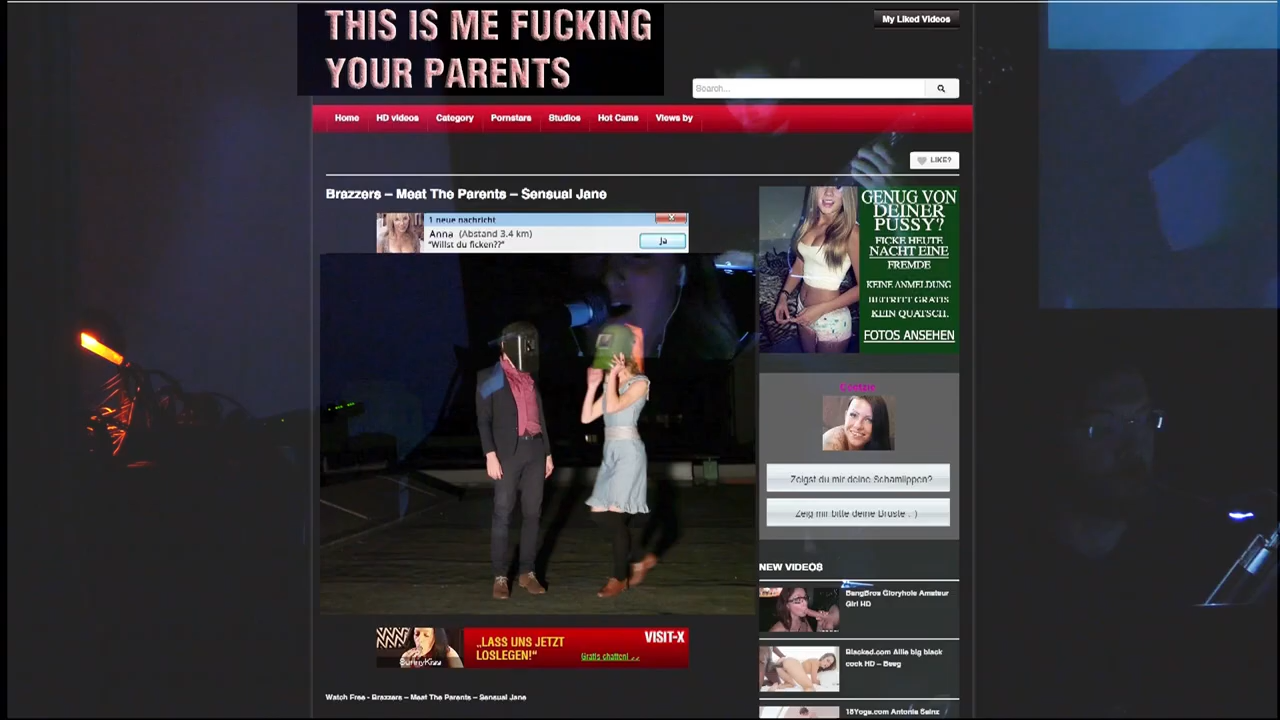 THIS IS ME FUCKING
YOUR PARENTS
My Liked Videos
Search...
Home
HD videos
Category
Pornstars
Studios
Hot Cams
Views by
LIKE?
Brazzers – Meat The Parents – Sensual Jane
1 neue nachricht
Anna (Abstand 3.4 km)
"Willst du ficken??"
Ja
GENUG VON
DEINER
PUSSY?
FICKE HEUTE
NACHT EINE
FREMDE
KEINE ANMELDUNG
BEITRITT GRATIS
KEIN QUATSCH.
FOTOS ANSEHEN
Zeigst du mir deine Schamlippen?
Zeig mir bitte deine Brüste :-)
NEW VIDEOS
BangBros Gloryhole Amateur
Girl HD
Blacked.com Allie big black
cock HD – Beeg
18Yoga.com Antonia Sainz
„LASS UNS JETZT
LOSLEGEN!“
VISIT-X
Gratis chatten!
Watch Free - Brazzers – Meat The Parents – Sensual Jane